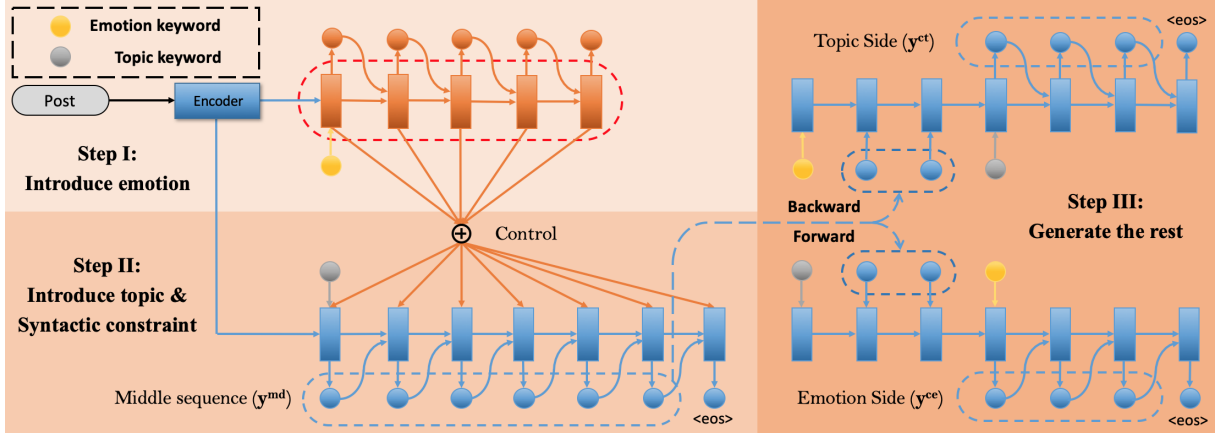 Emotion keyword
Topic keyword
Post
Encoder
Step I:
Introduce emotion
Control
Step II:
Introduce topic &
Syntactic constraint
Middle sequence (y^md)
<eos>
Topic Side (y^ct)
<eos>
Backward
Forward
Step III:
Generate the rest
Emotion Side (y^ce)
<eos>